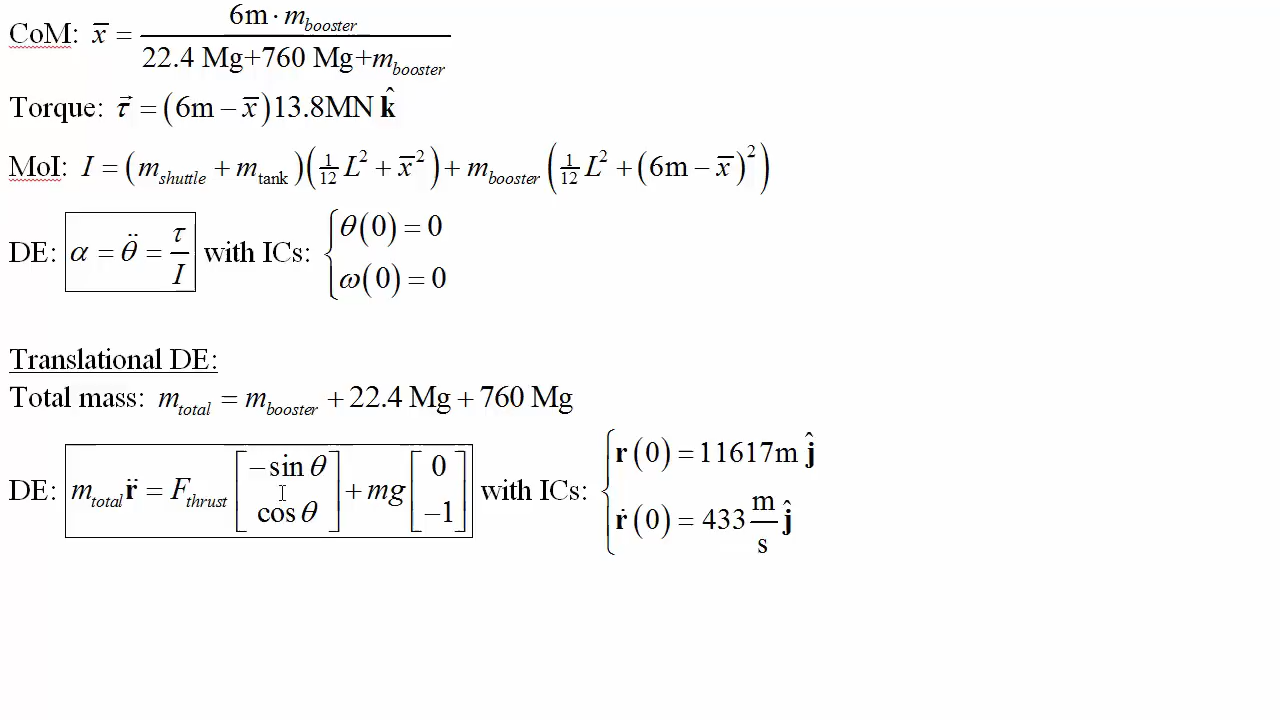 CoM: x̄ = 6m · m_booster / (22.4 Mg+760 Mg+m_booster)
Torque: τ⃗ = (6m − x̄)13.8MN k̂
MoI: I = (m_shuttle + m_tank)(1/12 L² + x̄²) + m_booster (1/12 L² + (6m − x̄)²)
DE: α = θ̈ = τ/I with ICs: { θ(0) = 0
ω(0) = 0
Translational DE:
Total mass: m_total = m_booster + 22.4 Mg + 760 Mg
DE: m_total r̈ = F_thrust [−sin θ; cos θ] + mg [0; −1] with ICs: { r(0) = 11617m ĵ
ṙ(0) = 433 m/s ĵ